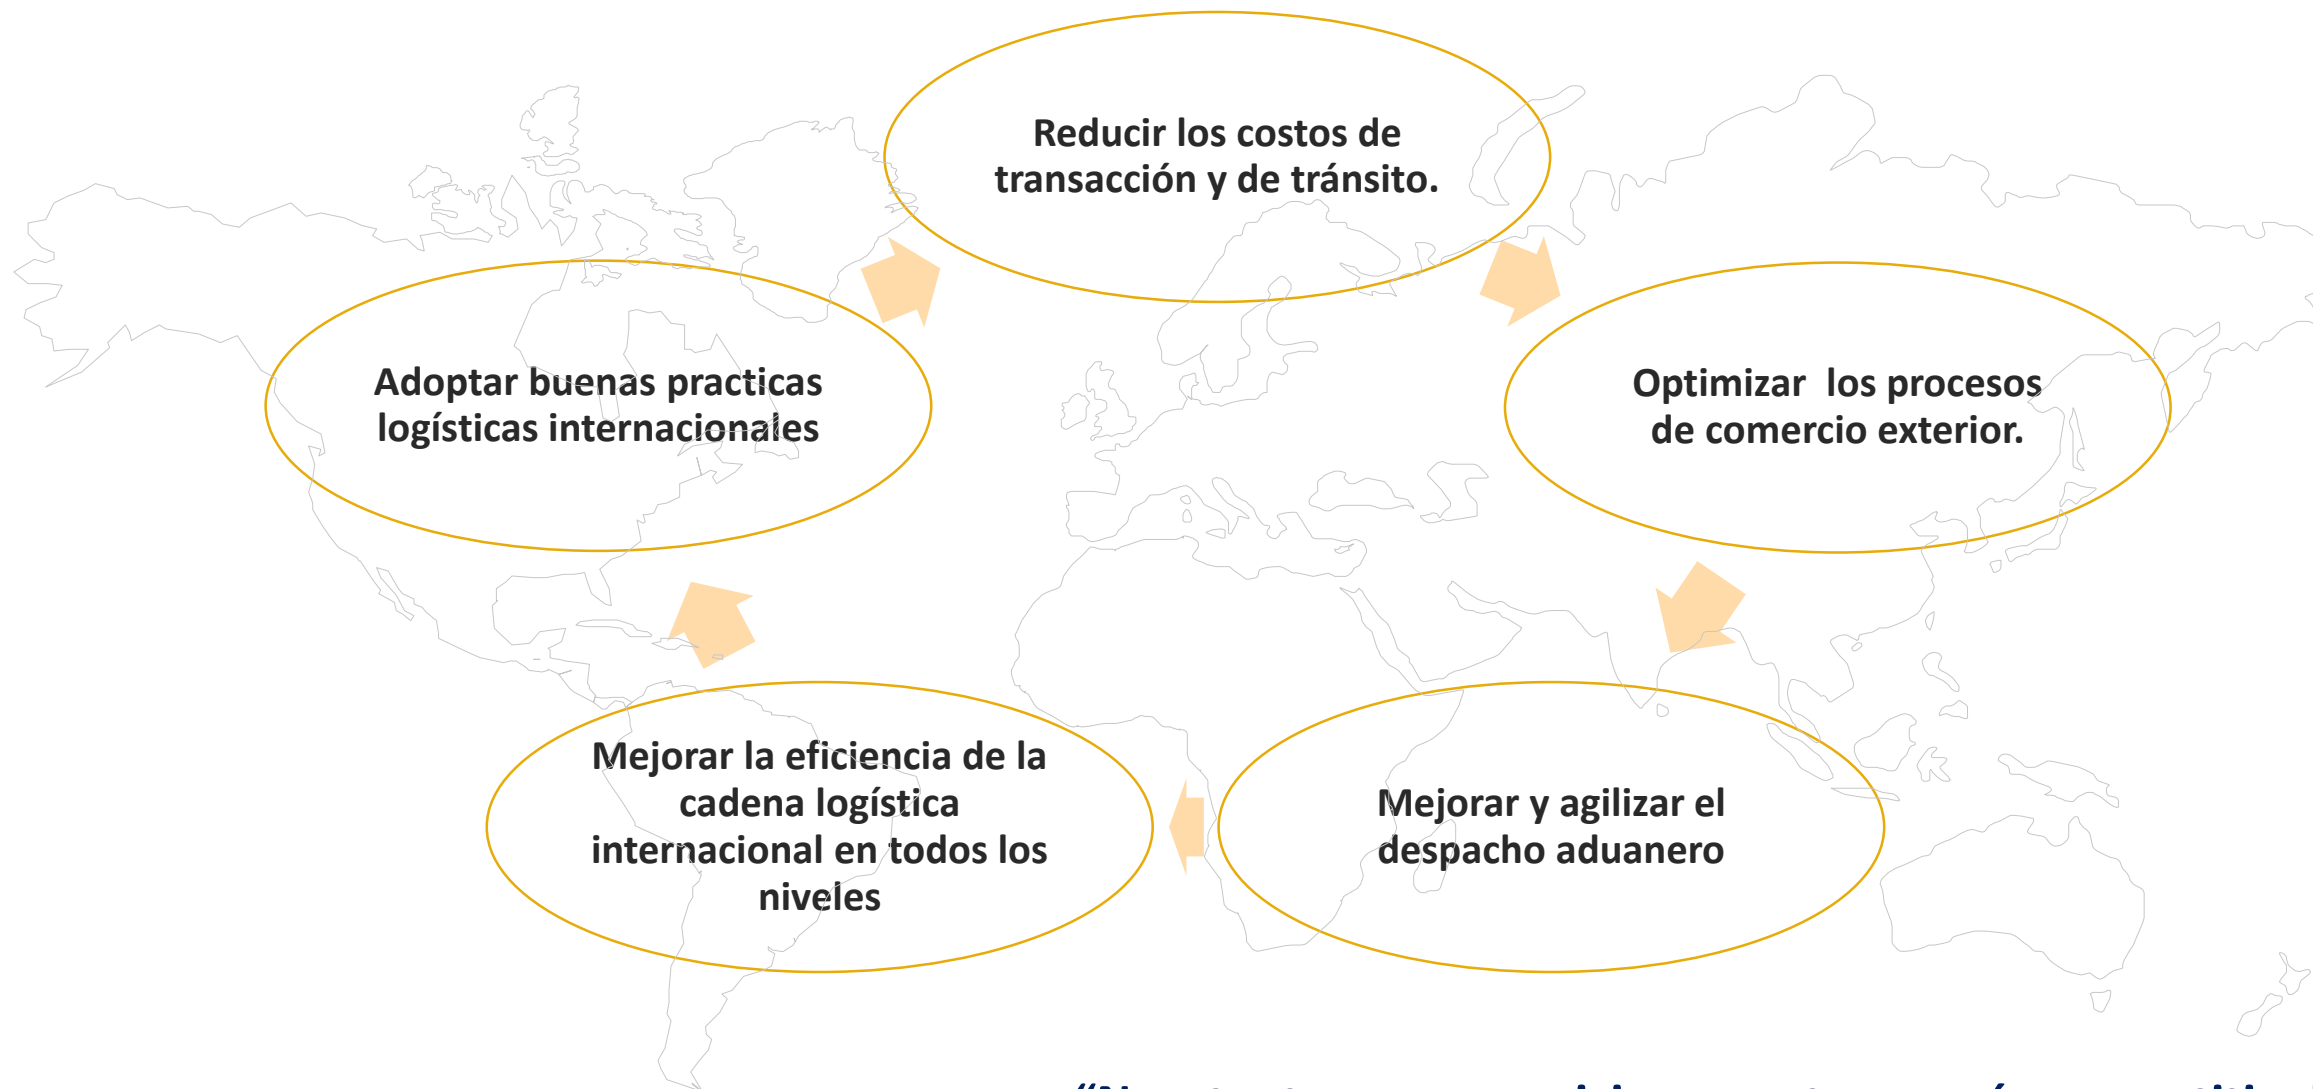 Reducir los costos de
transacción y de tránsito.
Optimizar los procesos
de comercio exterior.
Mejorar y agilizar el
despacho aduanero
Mejorar la eficiencia de la
cadena logística
internacional en todos los
niveles
Adoptar buenas practicas
logísticas internacionales